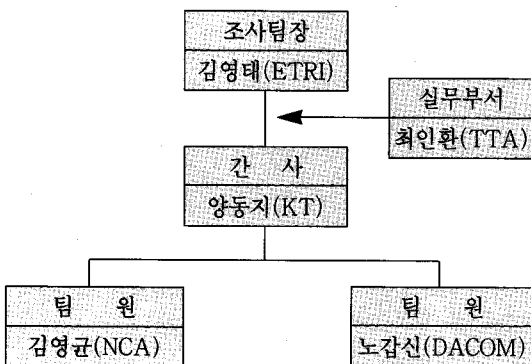 조사팀장
김영태(ETRI)
실무부서
최인환(TTA)
간 사
양동지(KT)
팀 원
김영균(NCA)
팀 원
노갑신(DACOM)